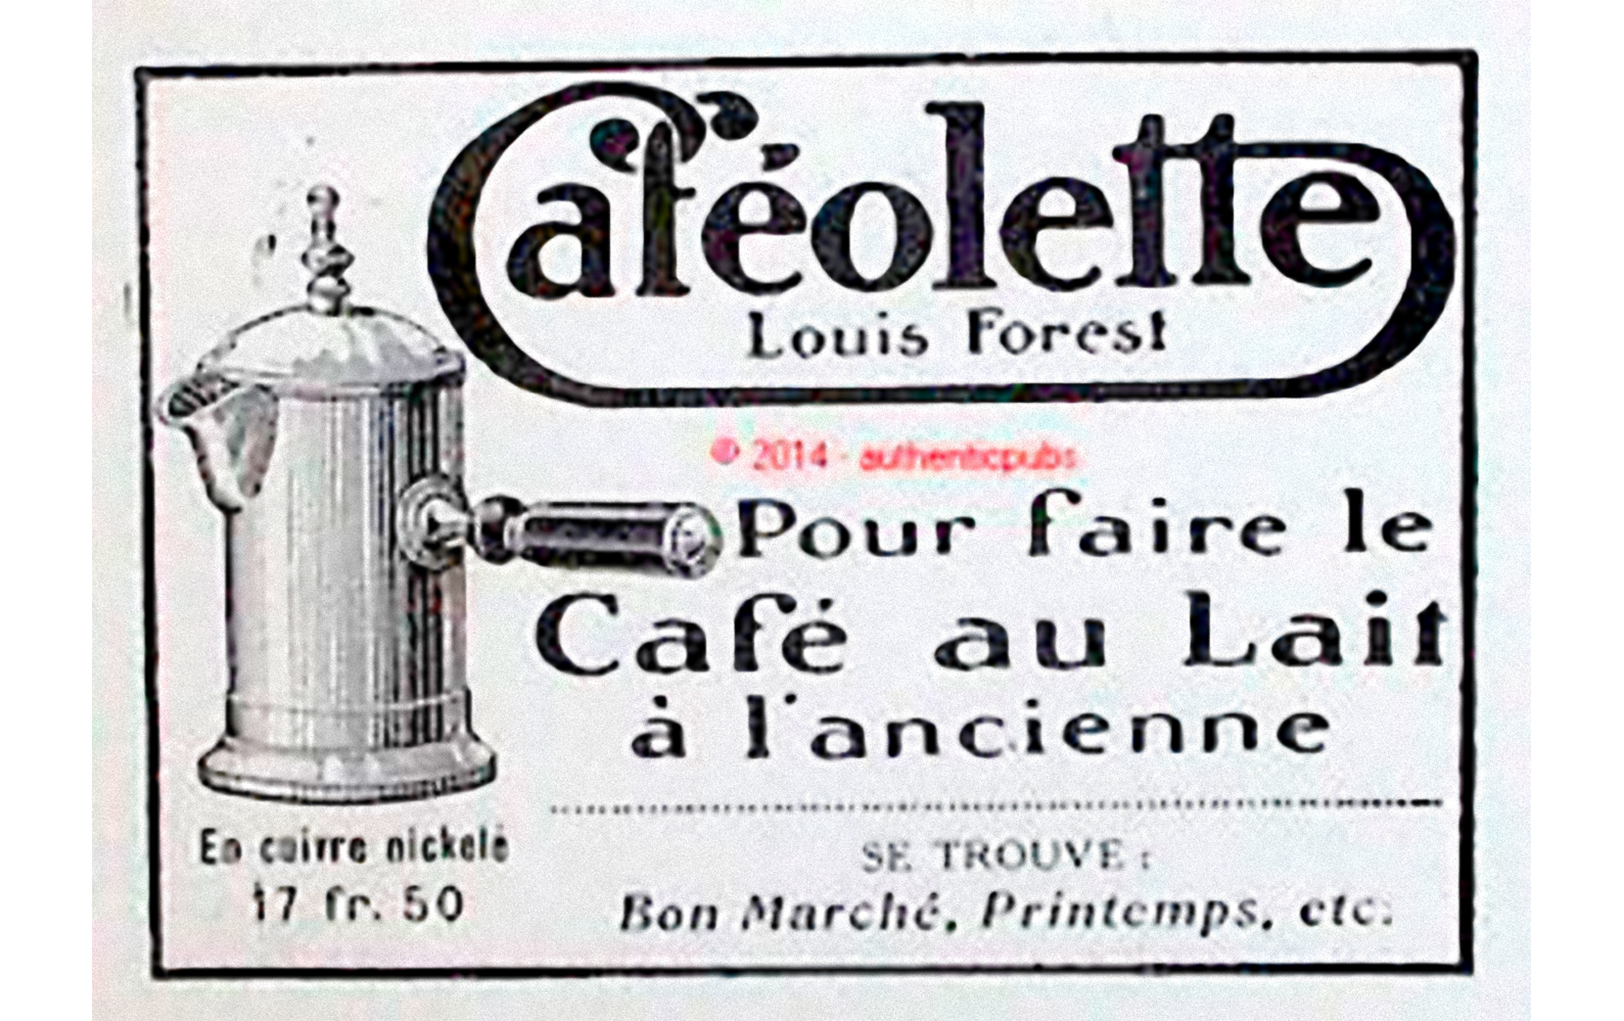 Caféolette
Louis Forest
© 2014 - authenticpubs
Pour faire le
Café au Lait
à l'ancienne
En cuivre nickelé
17 fr. 50
SE TROUVE :
Bon Marché, Printemps, etc.